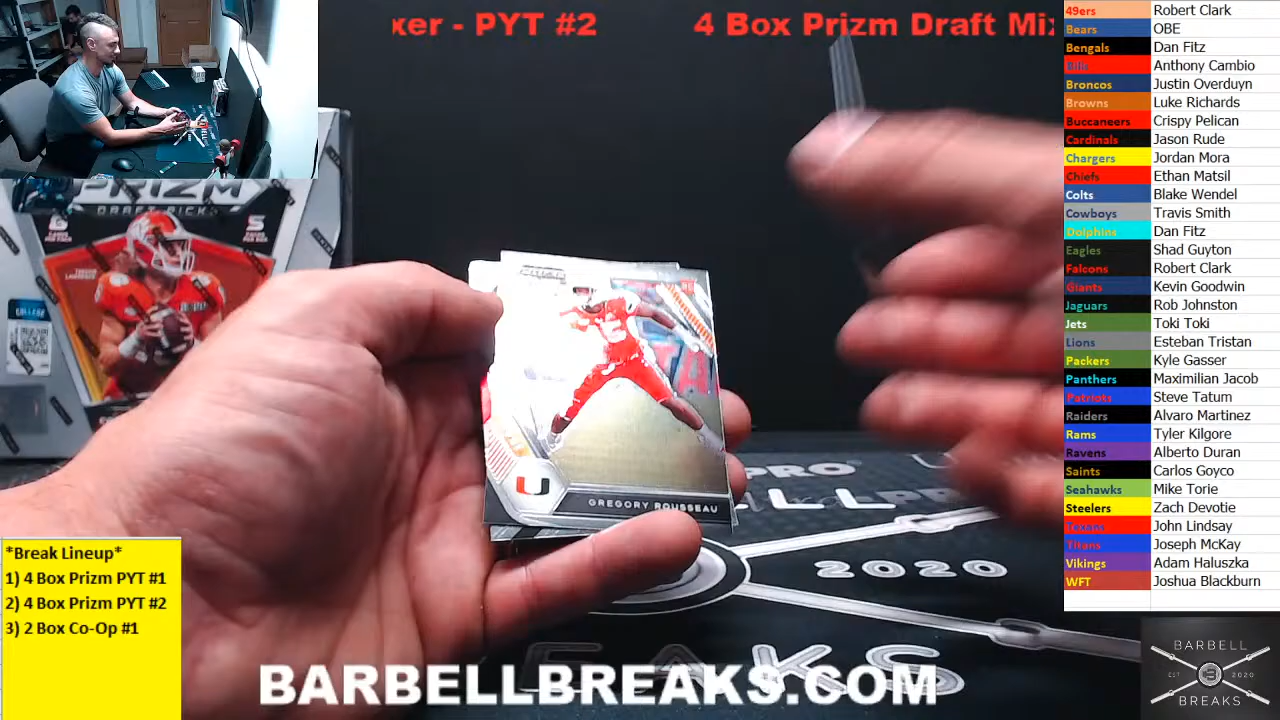 ker - PYT #2 4 Box Prizm Draft Mix
49ers Robert Clark
Bears OBE
Bengals Dan Fitz
Bills Anthony Cambio
Broncos Justin Overduyn
Browns Luke Richards
Buccaneers Crispy Pelican
Cardinals Jason Rude
Chargers Jordan Mora
Chiefs Ethan Matsil
Colts Blake Wendel
Cowboys Travis Smith
Dolphins Dan Fitz
Eagles Shad Guyton
Falcons Robert Clark
Giants Kevin Goodwin
Jaguars Rob Johnston
Jets Toki Toki
Lions Esteban Tristan
Packers Kyle Gasser
Panthers Maximilian Jacob
Patriots Steve Tatum
Raiders Alvaro Martinez
Rams Tyler Kilgore
Ravens Alberto Duran
Saints Carlos Goyco
Seahawks Mike Torie
Steelers Zach Devotie
Texans John Lindsay
Titans Joseph McKay
Vikings Adam Haluszka
WFT Joshua Blackburn
PRIZM
DRAFT PICKS
GREGORY ROUSSEAU
2020
*Break Lineup*
1) 4 Box Prizm PYT #1
2) 4 Box Prizm PYT #2
3) 2 Box Co-Op #1
BARBELLBREAKS.COM
BARBELL
EST B 2020
BREAKS